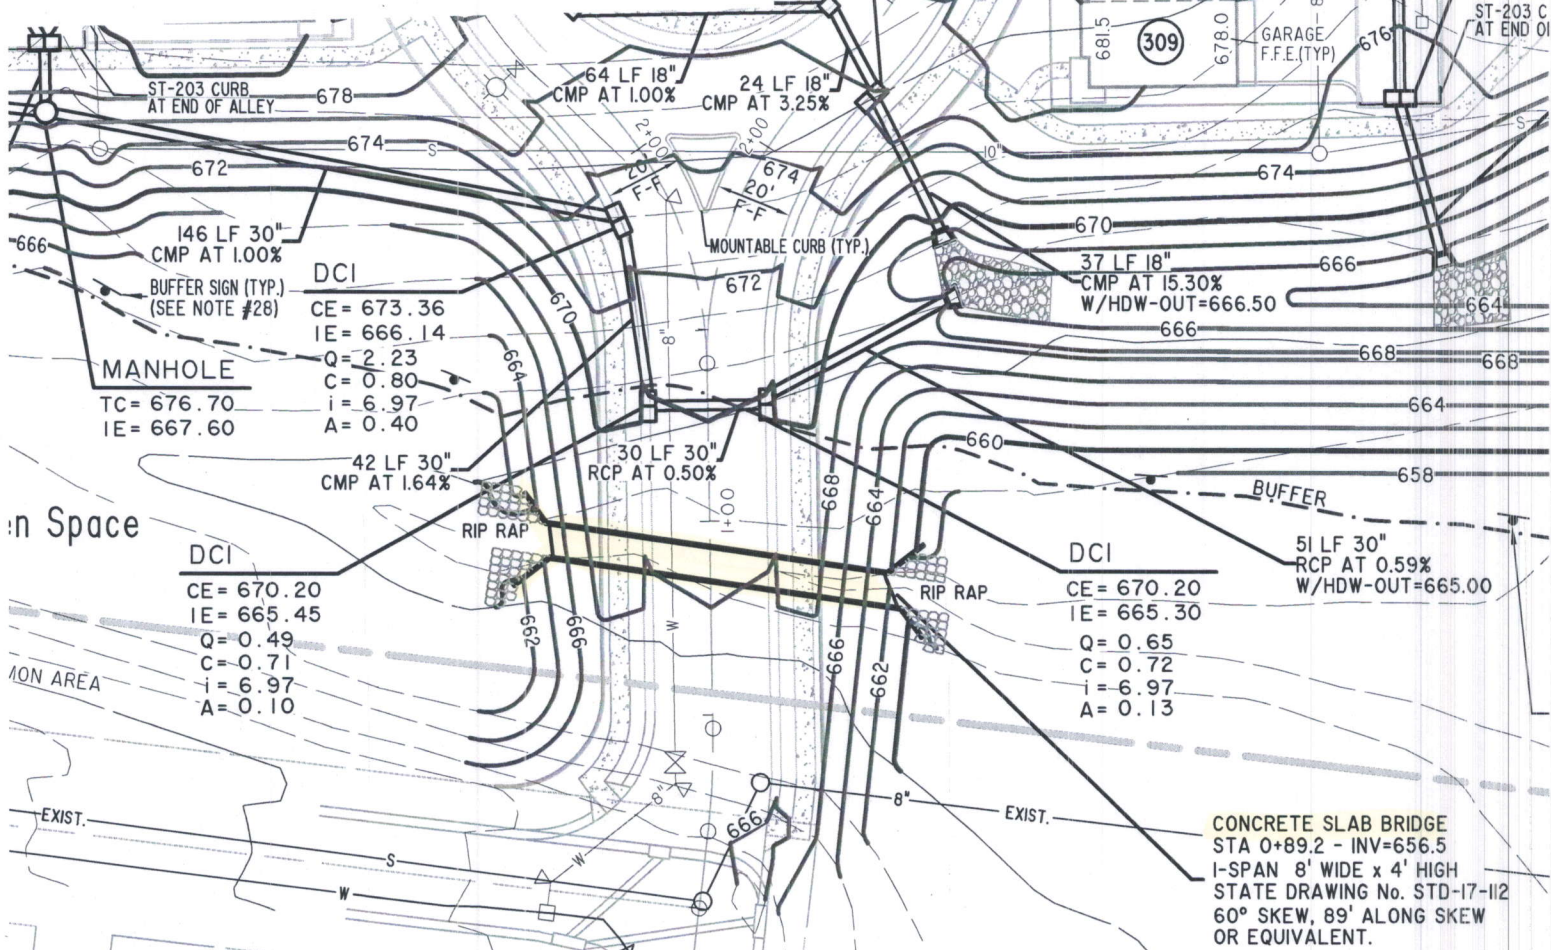 ST-203 CURB
AT END OF ALLEY
678
64 LF 18"
CMP AT 1.00%
24 LF 18"
CMP AT 3.25%
681.5
309
678.0
GARAGE
F.F.E.(TYP)
676
ST-203 C
AT END O
674
S
672
2+00
2+00
20'
F-F
674
20'
F-F
10"
674
S
666
146 LF 30"
CMP AT 1.00%
MOUNTABLE CURB (TYP.)
670
BUFFER SIGN (TYP.)
(SEE NOTE #28)
DCI
CE= 673.36
IE= 666.14
Q= 2.23
C= 0.80
i= 6.97
A= 0.40
670
672
37 LF 18"
CMP AT 15.30%
W/HDW-OUT=666.50
666
664
666
668
668
MANHOLE
TC= 676.70
IE= 667.60
664
8"
664
42 LF 30"
CMP AT 1.64%
30 LF 30"
RCP AT 0.50%
660
658
BUFFER
en Space
RIP RAP
1+00
668
664
51 LF 30"
RCP AT 0.59%
W/HDW-OUT=665.00
DCI
CE= 670.20
IE= 665.45
Q= 0.49
C= 0.71
i= 6.97
A= 0.10
RIP RAP
DCI
CE= 670.20
IE= 665.30
Q= 0.65
C= 0.72
i= 6.97
A= 0.13
662
666
W
666
662
MON AREA
8"
666
8"
EXIST.
EXIST.
S
W
W
CONCRETE SLAB BRIDGE
STA 0+89.2 - INV=656.5
1-SPAN 8' WIDE x 4' HIGH
STATE DRAWING No. STD-17-112
60° SKEW, 89' ALONG SKEW
OR EQUIVALENT.